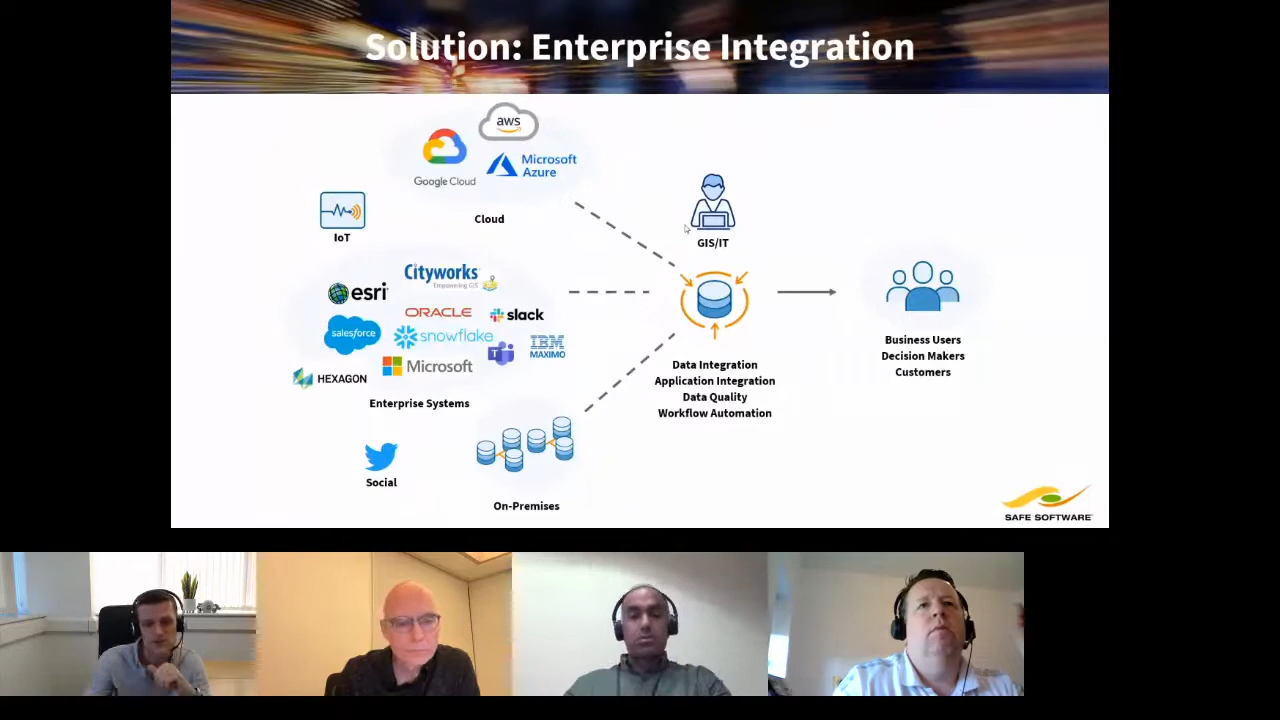 Solution: Enterprise Integration
aws
Google Cloud
Microsoft
Azure
Cloud
IoT
GIS/IT
Cityworks
Empowering GIS
esri
ORACLE
slack
salesforce
snowflake
T
IBM
MAXIMO
Microsoft
HEXAGON
Enterprise Systems
Data Integration
Application Integration
Data Quality
Workflow Automation
Business Users
Decision Makers
Customers
Social
On-Premises
SAFE SOFTWARE